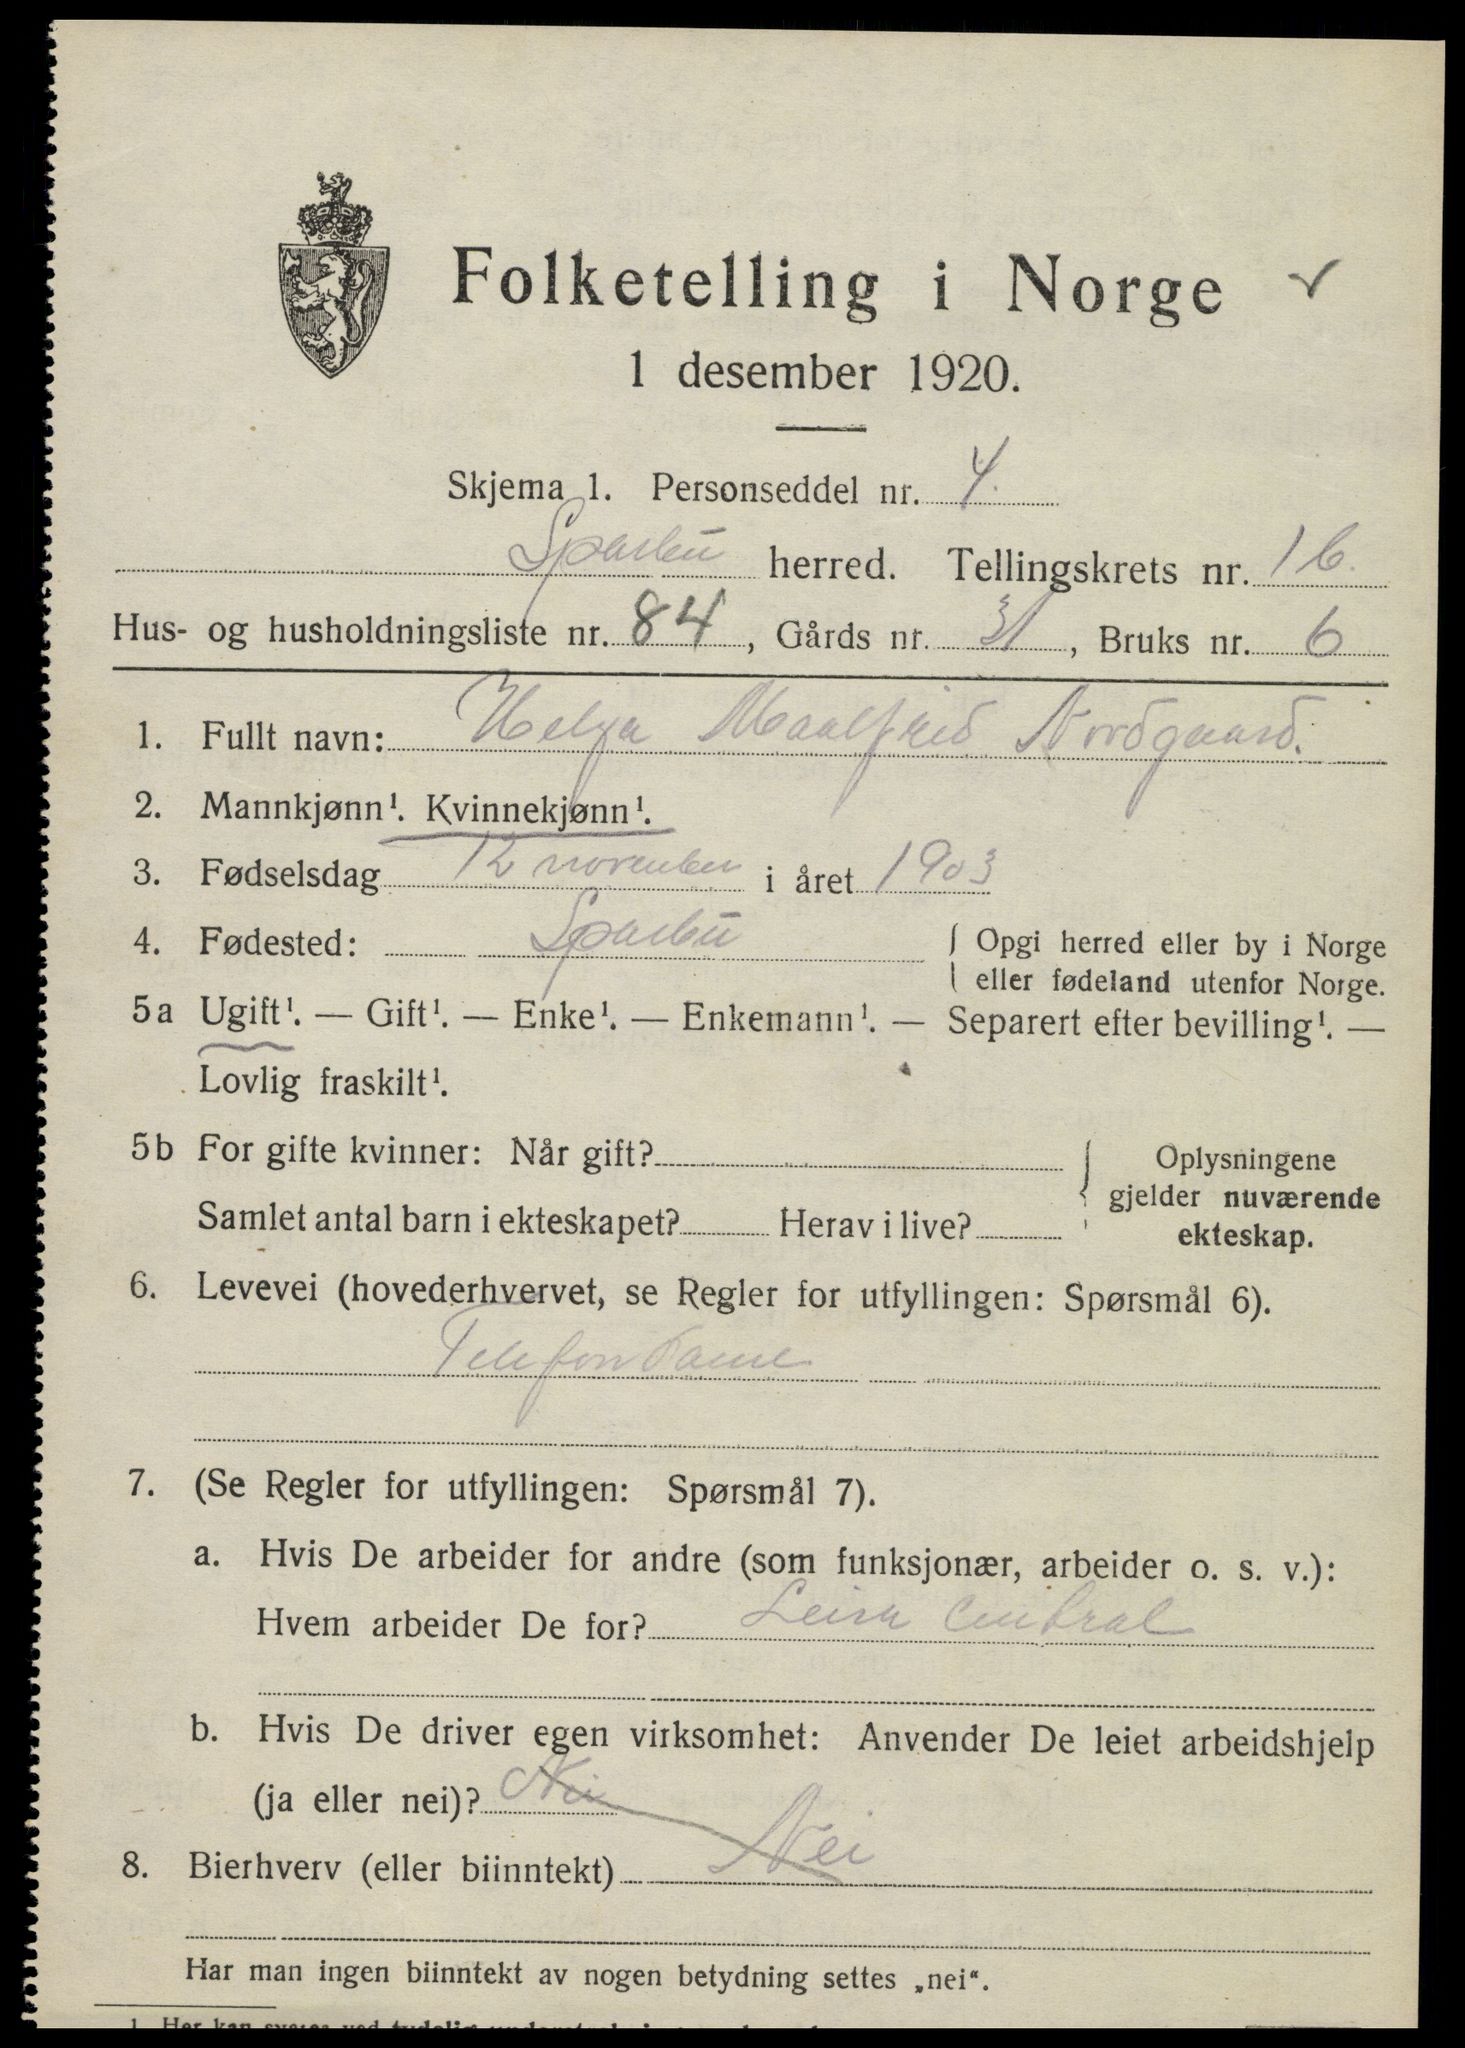 Folketelling i Norge ✓
1 desember 1920.
Skjema 1. Personseddel nr. 4.
Sparbu herred. Tellingskrets nr. 16.
Hus- og husholdningsliste nr. 84, Gårds nr. 31, Bruks nr. 6
1. Fullt navn: Helga Maalfrid Nordgaard.
2. Mannkjønn¹. Kvinnekjønn¹.
3. Fødselsdag 12 november i året 1903
4. Fødested: Sparbu { Opgi herred eller by i Norge
eller fødeland utenfor Norge.
5a Ugift¹. — Gift¹. — Enke¹. — Enkemann¹. — Separert efter bevilling¹. —
Lovlig fraskilt¹.
5b For gifte kvinner: Når gift?
Samlet antal barn i ekteskapet? Herav i live?
{ Oplysningene
gjelder nuværende
ekteskap.
6. Levevei (hovederhvervet, se Regler for utfyllingen: Spørsmål 6).
Telefondame
7. (Se Regler for utfyllingen: Spørsmål 7).
a. Hvis De arbeider for andre (som funksjonær, arbeider o. s. v.):
Hvem arbeider De for? Leira Central
b. Hvis De driver egen virksomhet: Anvender De leiet arbeidshjelp
(ja eller nei)? Nei
8. Bierhverv (eller biinntekt) Nei
Har man ingen biinntekt av nogen betydning settes „nei“.